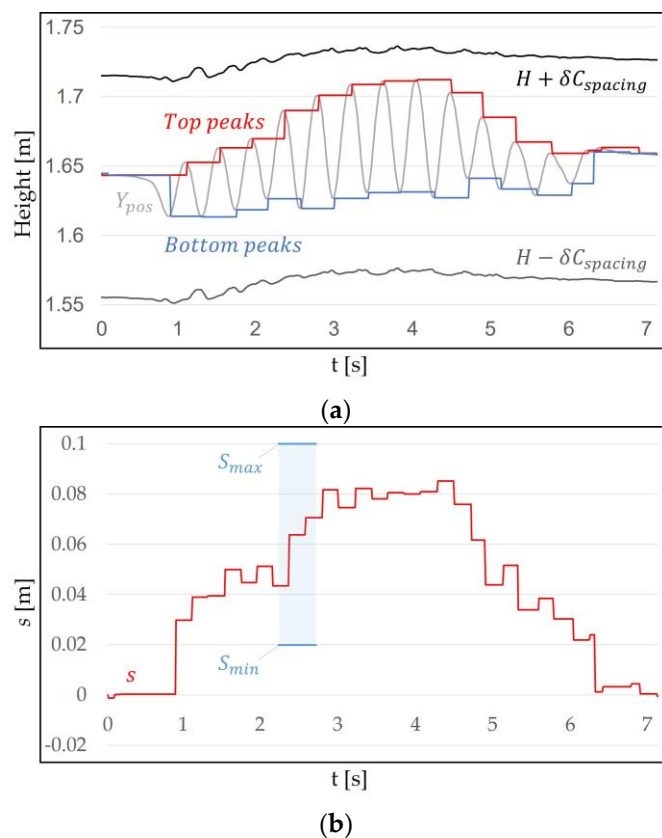 1.75
H + δC_spacing
1.7
Top peaks
Height [m]
1.65
Y_pos
1.6
Bottom peaks
H − δC_spacing
1.55
0 1 2 3 4 5 6 7
t [s]
(a)
0.1
S_max
0.08
0.06
s [m]
0.04
0.02
S_min
s
0
0 1 2 3 4 5 6 7
-0.02
t [s]
(b)